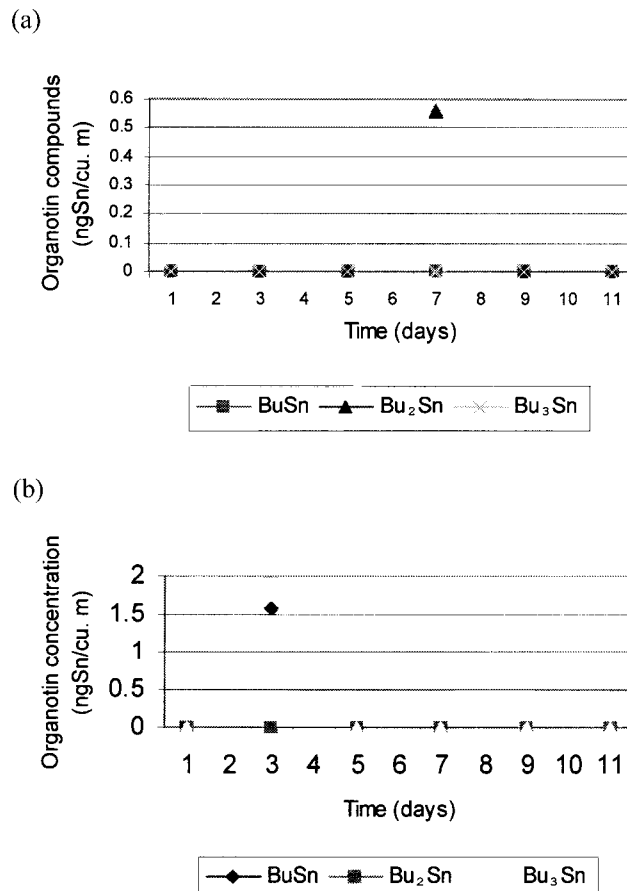 (a)
Organotin compounds
(ngSn/cu. m)
0.6
0.5
0.4
0.3
0.2
0.1
0
1 2 3 4 5 6 7 8 9 10 11
Time (days)
BuSn Bu₂Sn Bu₃Sn
(b)
Organotin concentration
(ngSn/cu. m)
2
1.5
1
0.5
0
1 2 3 4 5 6 7 8 9 10 11
Time (days)
BuSn Bu₂Sn Bu₃Sn